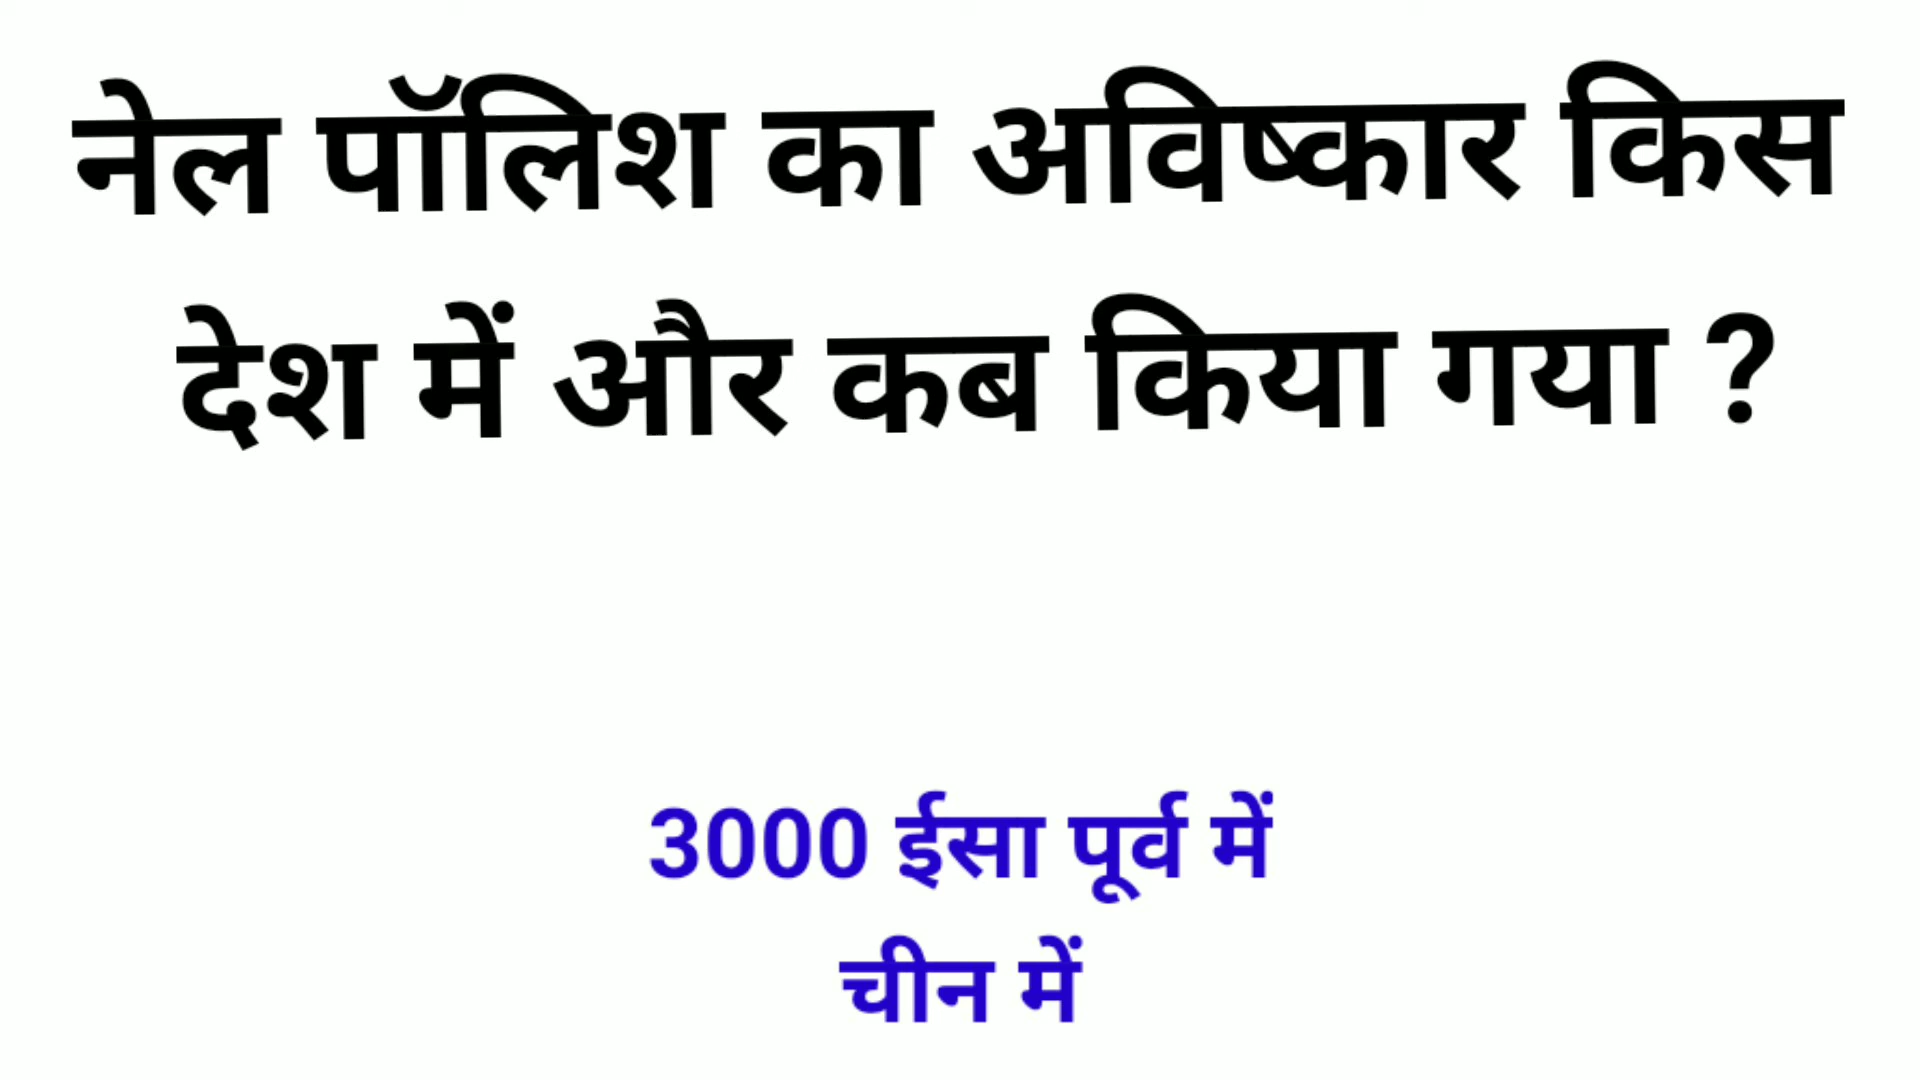 नेल पॉलिश का अविष्कार किस
देश में और कब किया गया ?
3000 ईसा पूर्व में
चीन में